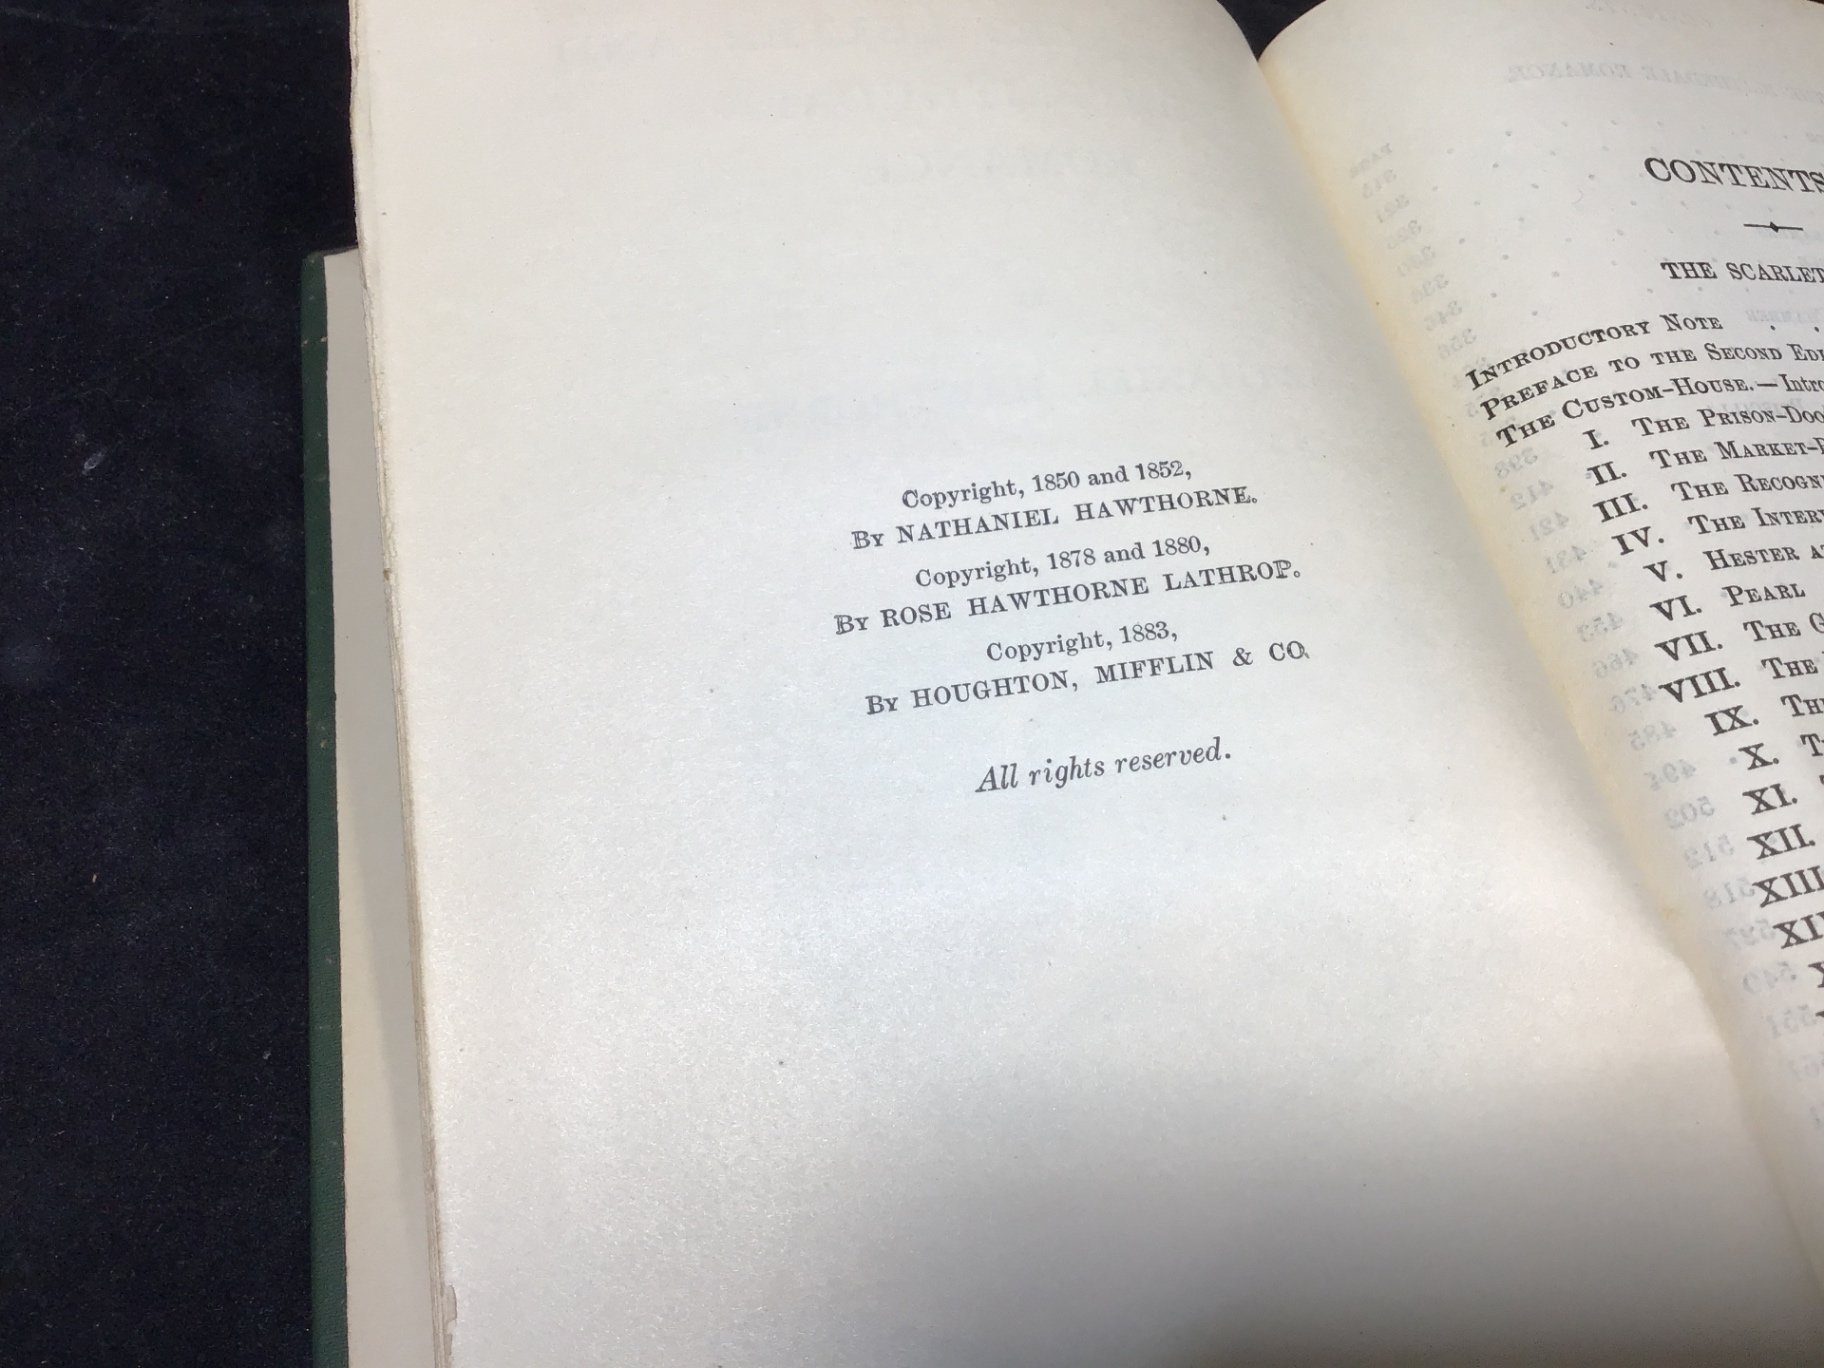 Copyright, 1850 and 1852,
By NATHANIEL HAWTHORNE.
Copyright, 1878 and 1880,
By ROSE HAWTHORNE LATHROP.
Copyright, 1883,
By HOUGHTON, MIFFLIN & CO.
All rights reserved.
CONTENTS
THE SCARLET
INTRODUCTORY NOTE . .
PREFACE TO THE SECOND
THE CUSTOM-HOUSE.—
I. THE PRISON-
II. THE MARKET-
III. THE
IV. THE
V. HESTER
VI. PEARL
VII. THE
VIII. THE
IX.
X.
XI.
XII.